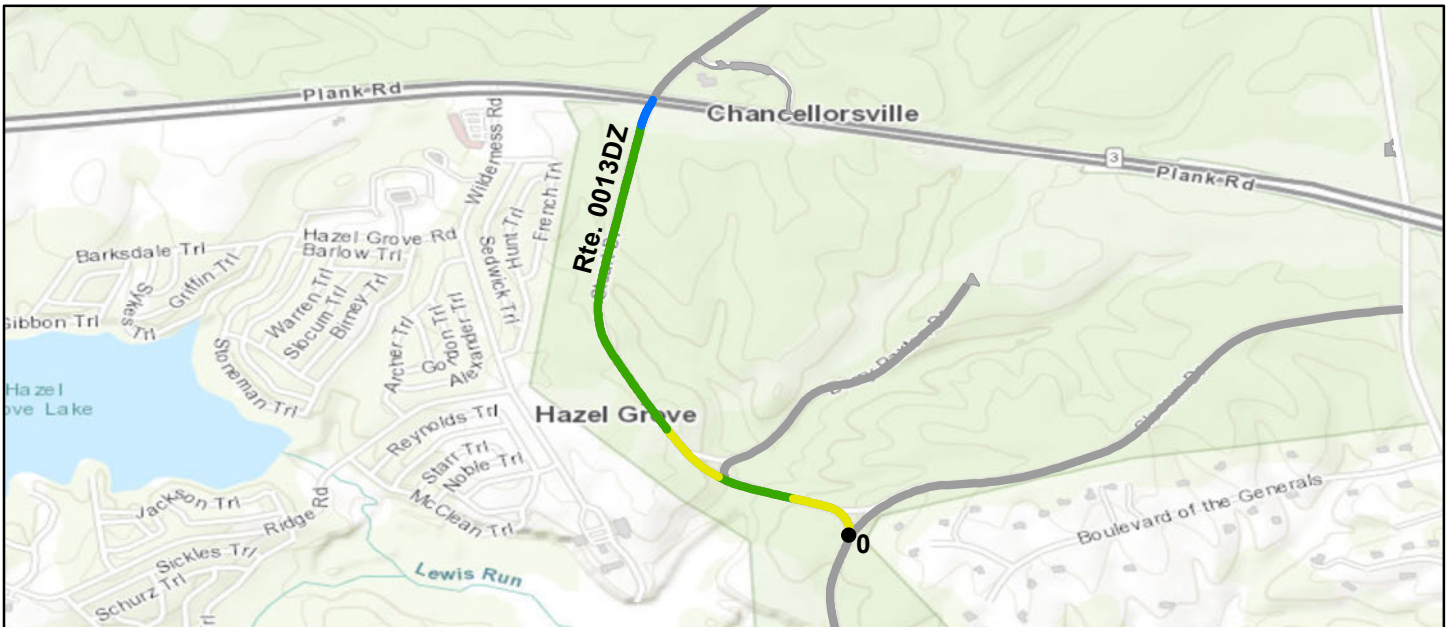 Plank Rd
Chancellorsville
3
Plank Rd
Wilderness Rd
French Trl
Hunt Trl
Sedwick Trl
Rte. 0013DZ
Hazel Grove Rd
Barlow Trl
Barksdale Trl
Griffin Trl
Sykes
Trl
Gibbon Trl
Warren Trl
Slocum Trl
Birney Trl
Stoneman Trl
Archer Trl
Gordon Trl
Alexander Trl
Hazel
ove Lake
Hazel Grove
Reynolds Trl
Starr Trl
Noble Trl
McClean Trl
Jackson Trl
Ridge Rd
Sickles Trl
Schurz Trl
Lewis Run
Boulevard of the Generals
0